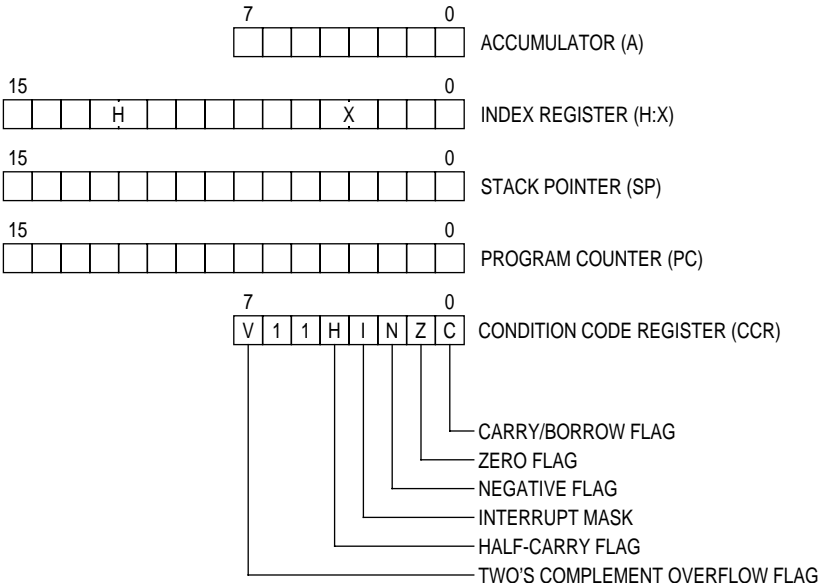 7 0
ACCUMULATOR (A)
15 0
H X INDEX REGISTER (H:X)
15 0
STACK POINTER (SP)
15 0
PROGRAM COUNTER (PC)
7 0
V 1 1 H I N Z C CONDITION CODE REGISTER (CCR)
CARRY/BORROW FLAG
ZERO FLAG
NEGATIVE FLAG
INTERRUPT MASK
HALF-CARRY FLAG
TWO'S COMPLEMENT OVERFLOW FLAG